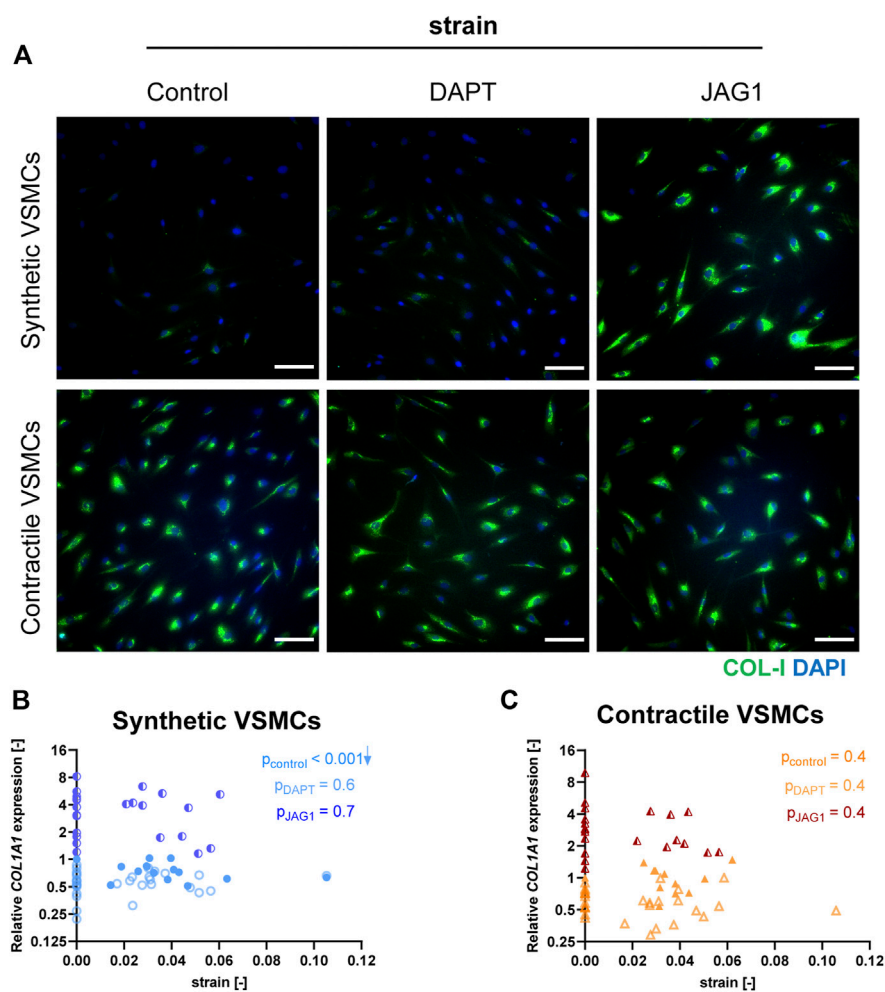 strain
A
Control DAPT JAG1
Synthetic VSMCs
Contractile VSMCs
COL-I DAPI
B
Synthetic VSMCs
Relative COL1A1 expression [-]
16
8
4
2
1
0.5
0.25
0.125
0.00 0.02 0.04 0.06 0.08 0.10 0.12
strain [-]
pcontrol < 0.001↓
pDAPT = 0.6
pJAG1 = 0.7
C
Contractile VSMCs
Relative COL1A1 expression [-]
16
8
4
2
1
0.5
0.25
0.00 0.02 0.04 0.06 0.08 0.10 0.12
strain [-]
pcontrol = 0.4
pDAPT = 0.4
pJAG1 = 0.4